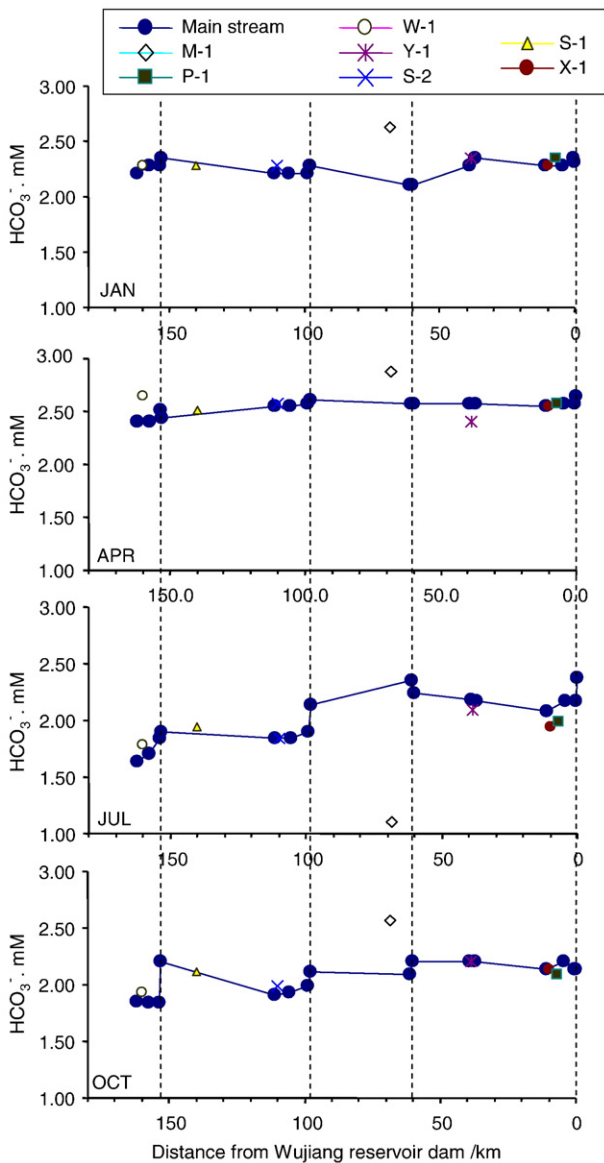 Main stream W-1 S-1
M-1 Y-1 X-1
P-1 S-2
3.00
2.50
2.00
1.50
1.00
HCO3-. mM
JAN
150 100 50 0
3.00
2.50
2.00
1.50
1.00
HCO3-. mM
APR
150.0 100.0 50.0 0.0
3.00
2.50
2.00
1.50
1.00
HCO3-. mM
JUL
150 100 50 0
3.00
2.50
2.00
1.50
1.00
HCO3-. mM
OCT
150 100 50 0
Distance from Wujiang reservoir dam /km